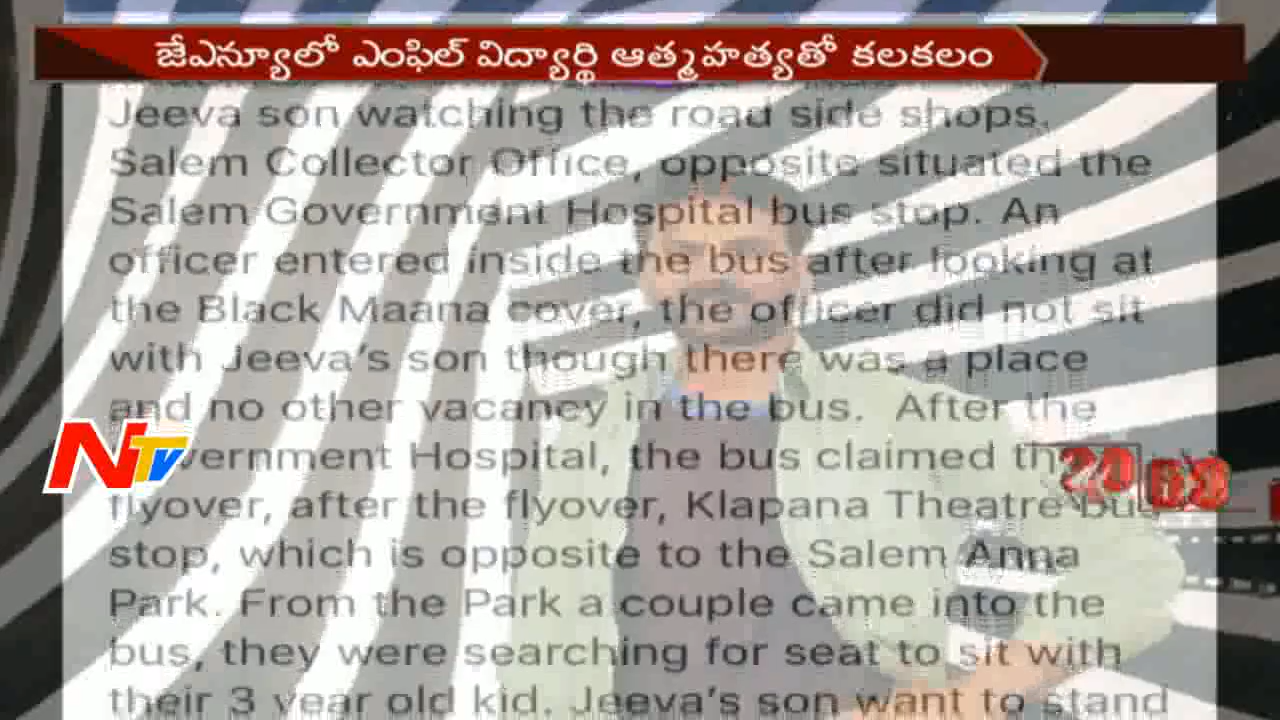 జేఎన్యూలో ఎంఫిల్ విద్యార్థి ఆత్మహత్యతో కలకలం
Jeeva son watching the road side shops,
Salem Collector Office, opposite situated the
Salem Government Hospital bus stop. An
officer entered inside the bus after looking at
the Black Maana cover, the officer did not sit
with Jeeva's son though there was a place
and no other vacancy in the bus. After the
NTV
vernment Hospital, the bus claimed th
flyover, after the flyover, Klapana Theatre bu
stop, which is opposite to the Salem Anna
Park. From the Park a couple came into the
bus, they were searching for seat to sit with
their 3 year old kid. Jeeva's son want to stand